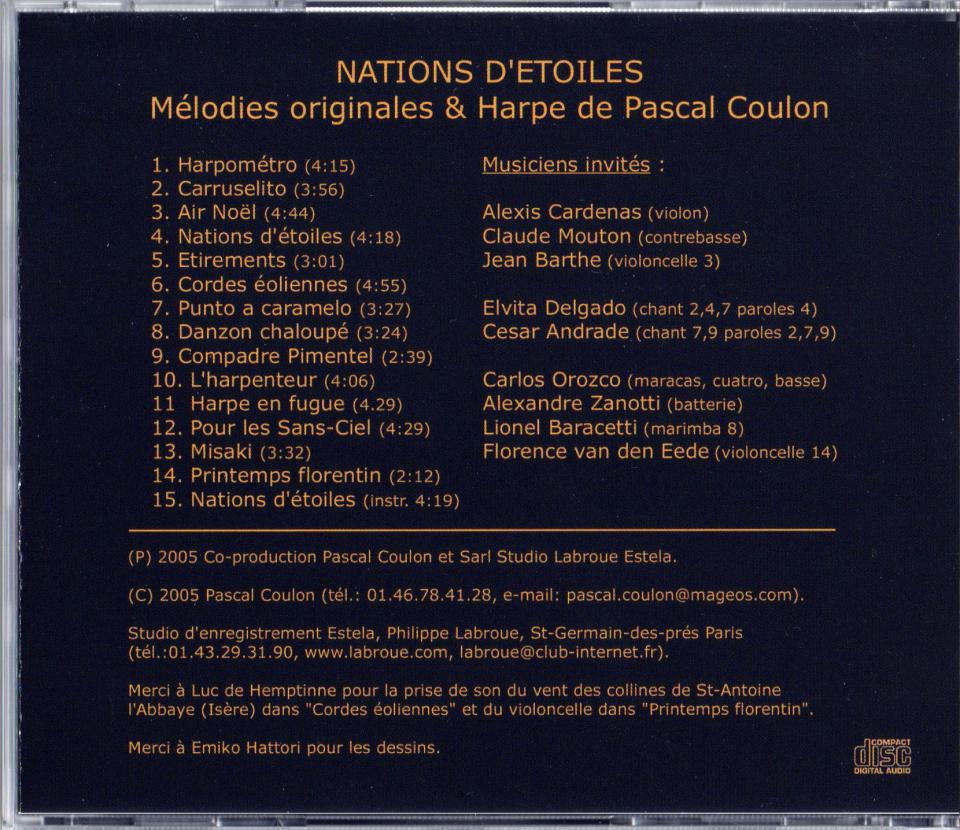 NATIONS D'ETOILES
Mélodies originales & Harpe de Pascal Coulon
1. Harpométro (4:15)
2. Carruselito (3:56)
3. Air Noël (4:44)
4. Nations d'étoiles (4:18)
5. Etirements (3:01)
6. Cordes éoliennes (4:55)
7. Punto a caramelo (3:27)
8. Danzon chaloupé (3:24)
9. Compadre Pimentel (2:39)
10. L'harpenteur (4:06)
11 Harpe en fugue (4.29)
12. Pour les Sans-Ciel (4:29)
13. Misaki (3:32)
14. Printemps florentin (2:12)
15. Nations d'étoiles (instr. 4:19)
Musiciens invités :
Alexis Cardenas (violon)
Claude Mouton (contrebasse)
Jean Barthe (violoncelle 3)
Elvita Delgado (chant 2,4,7 paroles 4)
Cesar Andrade (chant 7,9 paroles 2,7,9)
Carlos Orozco (maracas, cuatro, basse)
Alexandre Zanotti (batterie)
Lionel Baracetti (marimba 8)
Florence van den Eede (violoncelle 14)
(P) 2005 Co-production Pascal Coulon et Sarl Studio Labroue Estela.
(C) 2005 Pascal Coulon (tél.: 01.46.78.41.28, e-mail: pascal.coulon@mageos.com).
Studio d'enregistrement Estela, Philippe Labroue, St-Germain-des-prés Paris
(tél.:01.43.29.31.90, www.labroue.com, labroue@club-internet.fr).
Merci à Luc de Hemptinne pour la prise de son du vent des collines de St-Antoine
l'Abbaye (Isère) dans "Cordes éoliennes" et du violoncelle dans "Printemps florentin".
Merci à Emiko Hattori pour les dessins.
COMPACT
disc
DIGITAL AUDIO